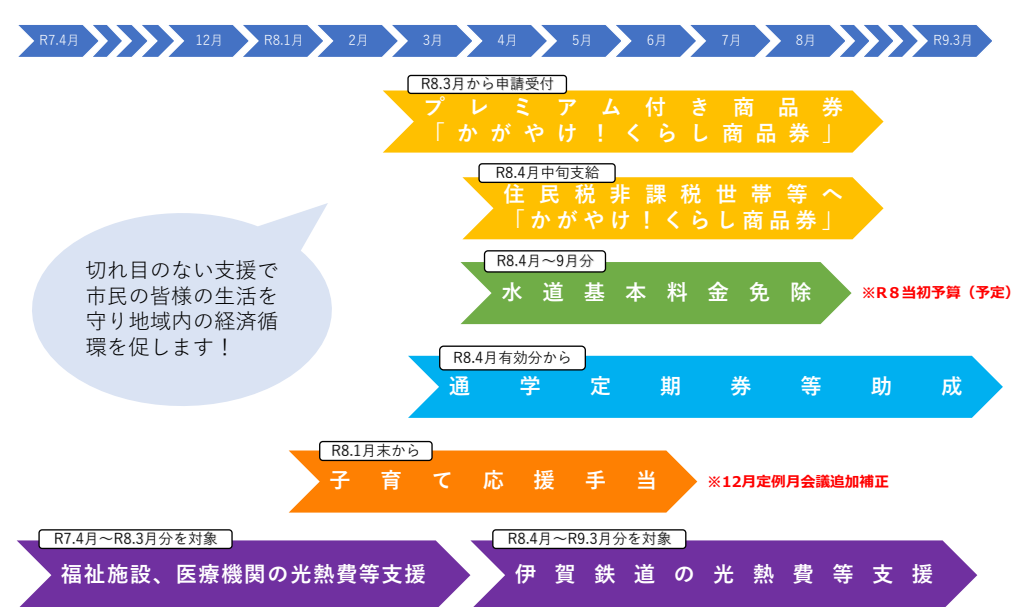 R7.4月
12月
R8.1月
2月
3月
4月
5月
6月
7月
8月
R9.3月
R8.3月から申請受付
プレミアム付き商品券
「かがやけ！くらし商品券」
R8.4月中旬支給
住民税非課税世帯等へ
「かがやけ！くらし商品券」
切れ目のない支援で
市民の皆様の生活を
守り地域内の経済循
環を促します！
R8.4月～9月分
水道基本料金免除
※R８当初予算（予定）
R8.4月有効分から
通学定期券等助成
R8.1月末から
子育て応援手当
※12月定例月会議追加補正
R7.4月～R8.3月分を対象
福祉施設、医療機関の光熱費等支援
R8.4月～R9.3月分を対象
伊賀鉄道の光熱費等支援